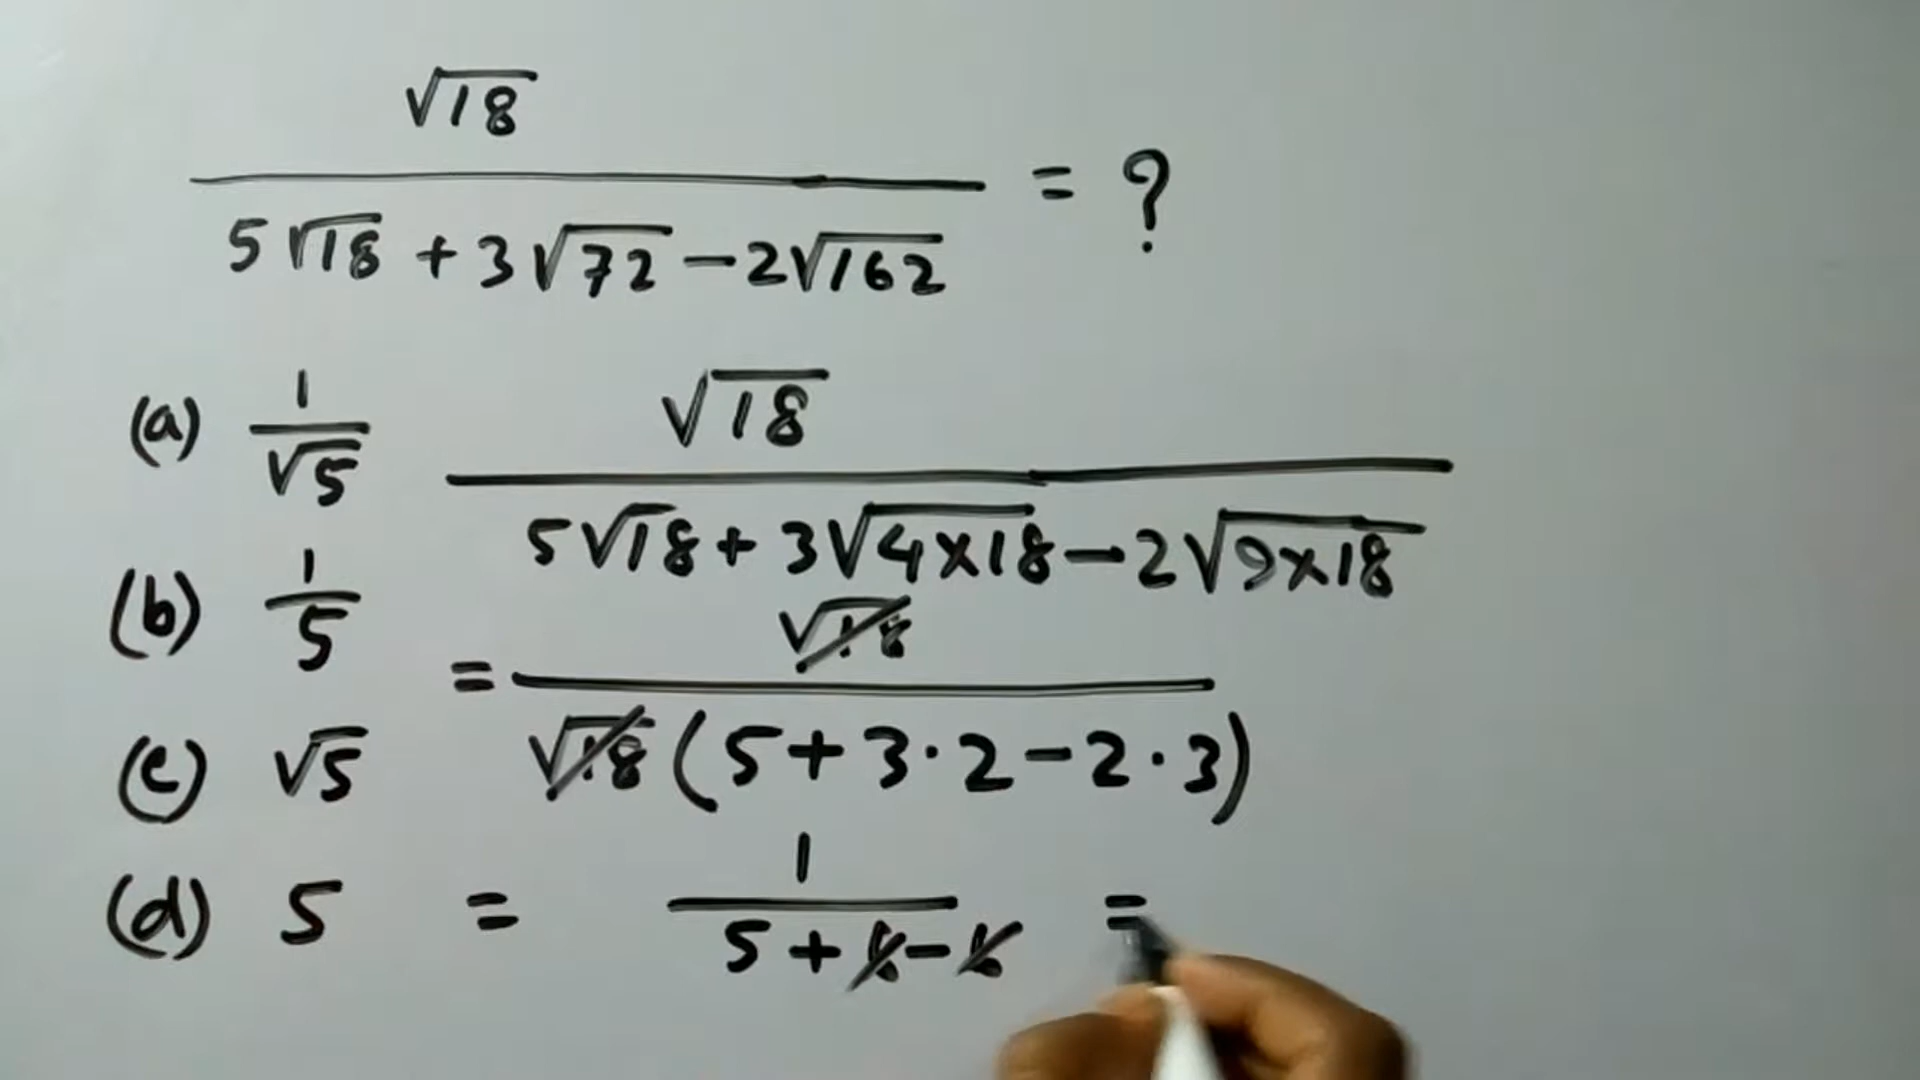 √18
5√18 + 3√72 − 2√162 = ?
(a) 1/√5
√18
5√18 + 3√4×18 − 2√9×18
(b) 1/5
= √18
√18 (5 + 3·2 − 2·3)
(c) √5
(d) 5
= 1
5 + 6 − 6 =